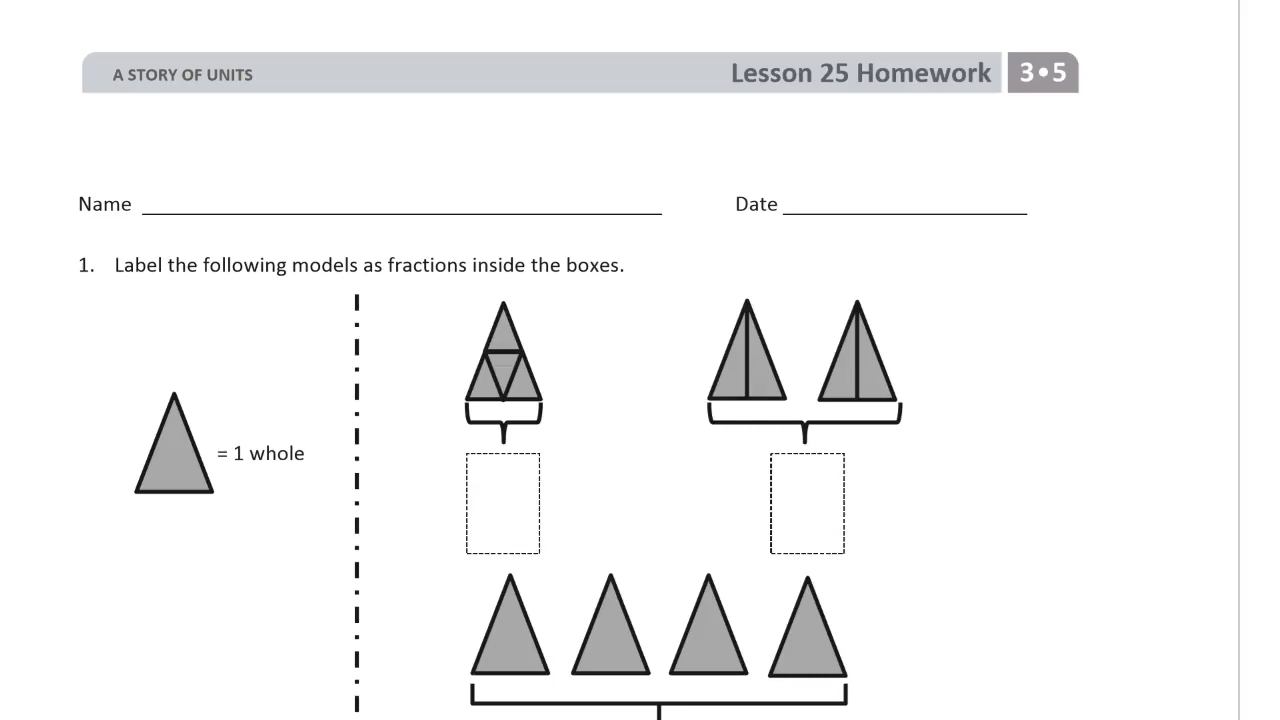 A STORY OF UNITS
Lesson 25 Homework 3•5
Name
Date
1. Label the following models as fractions inside the boxes.
= 1 whole